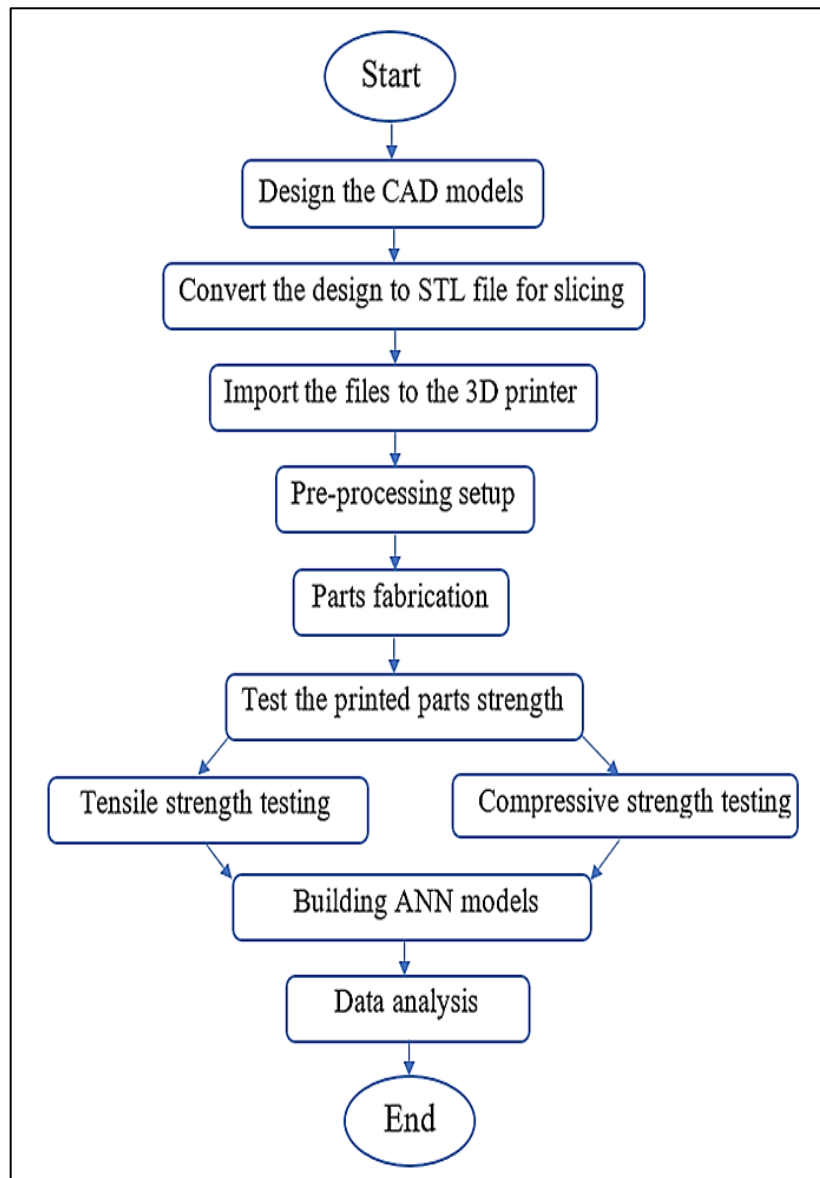 Start
Design the CAD models
Convert the design to STL file for slicing
Import the files to the 3D printer
Pre-processing setup
Parts fabrication
Test the printed parts strength
Tensile strength testing
Compressive strength testing
Building ANN models
Data analysis
End